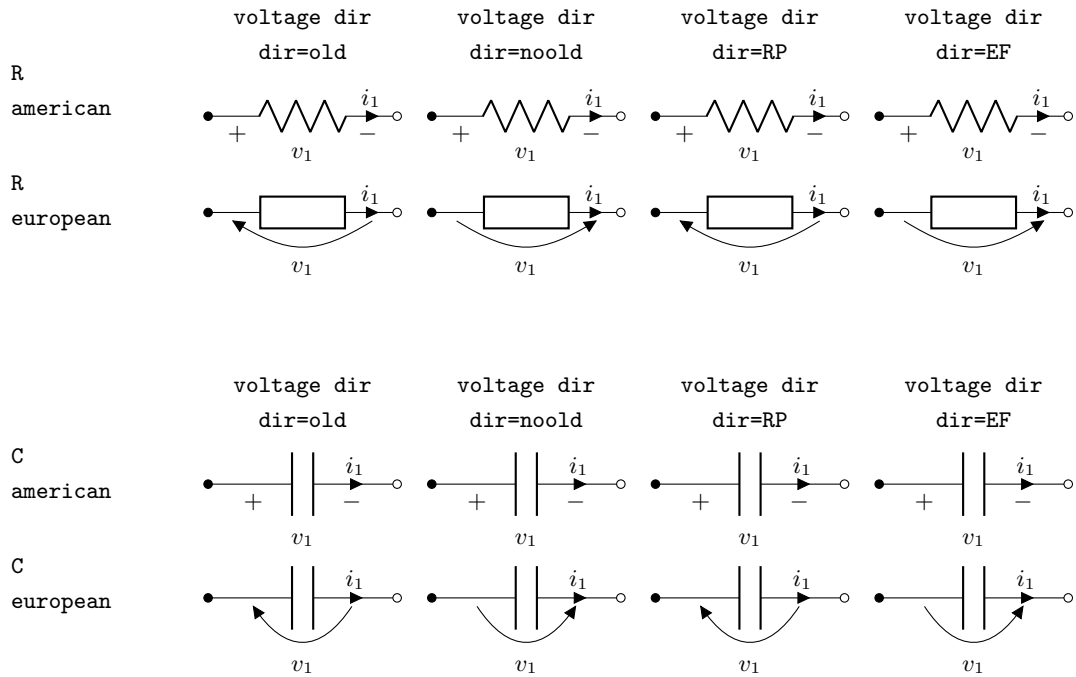 voltage dir voltage dir voltage dir voltage dir
dir=old dir=noold dir=RP dir=EF
R
american
i₁ i₁ i₁ i₁
+ − + − + − + −
v₁ v₁ v₁ v₁
R
european
i₁ i₁ i₁ i₁
v₁ v₁ v₁ v₁
voltage dir voltage dir voltage dir voltage dir
dir=old dir=noold dir=RP dir=EF
C
american
i₁ i₁ i₁ i₁
+ − + − + − + −
v₁ v₁ v₁ v₁
C
european
i₁ i₁ i₁ i₁
v₁ v₁ v₁ v₁